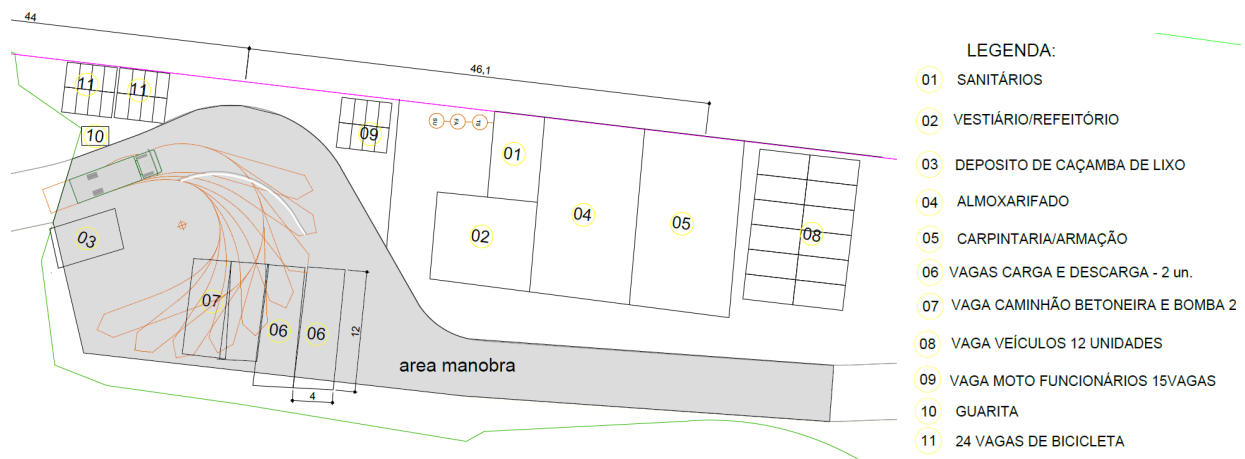 44
46,1
11
11
10
09
SU
FA
TS
01
02
04
05
08
03
07
06
06
12
4
area manobra
LEGENDA:
01 SANITÁRIOS
02 VESTIÁRIO/REFEITÓRIO
03 DEPOSITO DE CAÇAMBA DE LIXO
04 ALMOXARIFADO
05 CARPINTARIA/ARMAÇÃO
06 VAGAS CARGA E DESCARGA - 2 un.
07 VAGA CAMINHÃO BETONEIRA E BOMBA 2
08 VAGA VEÍCULOS 12 UNIDADES
09 VAGA MOTO FUNCIONÁRIOS 15VAGAS
10 GUARITA
11 24 VAGAS DE BICICLETA